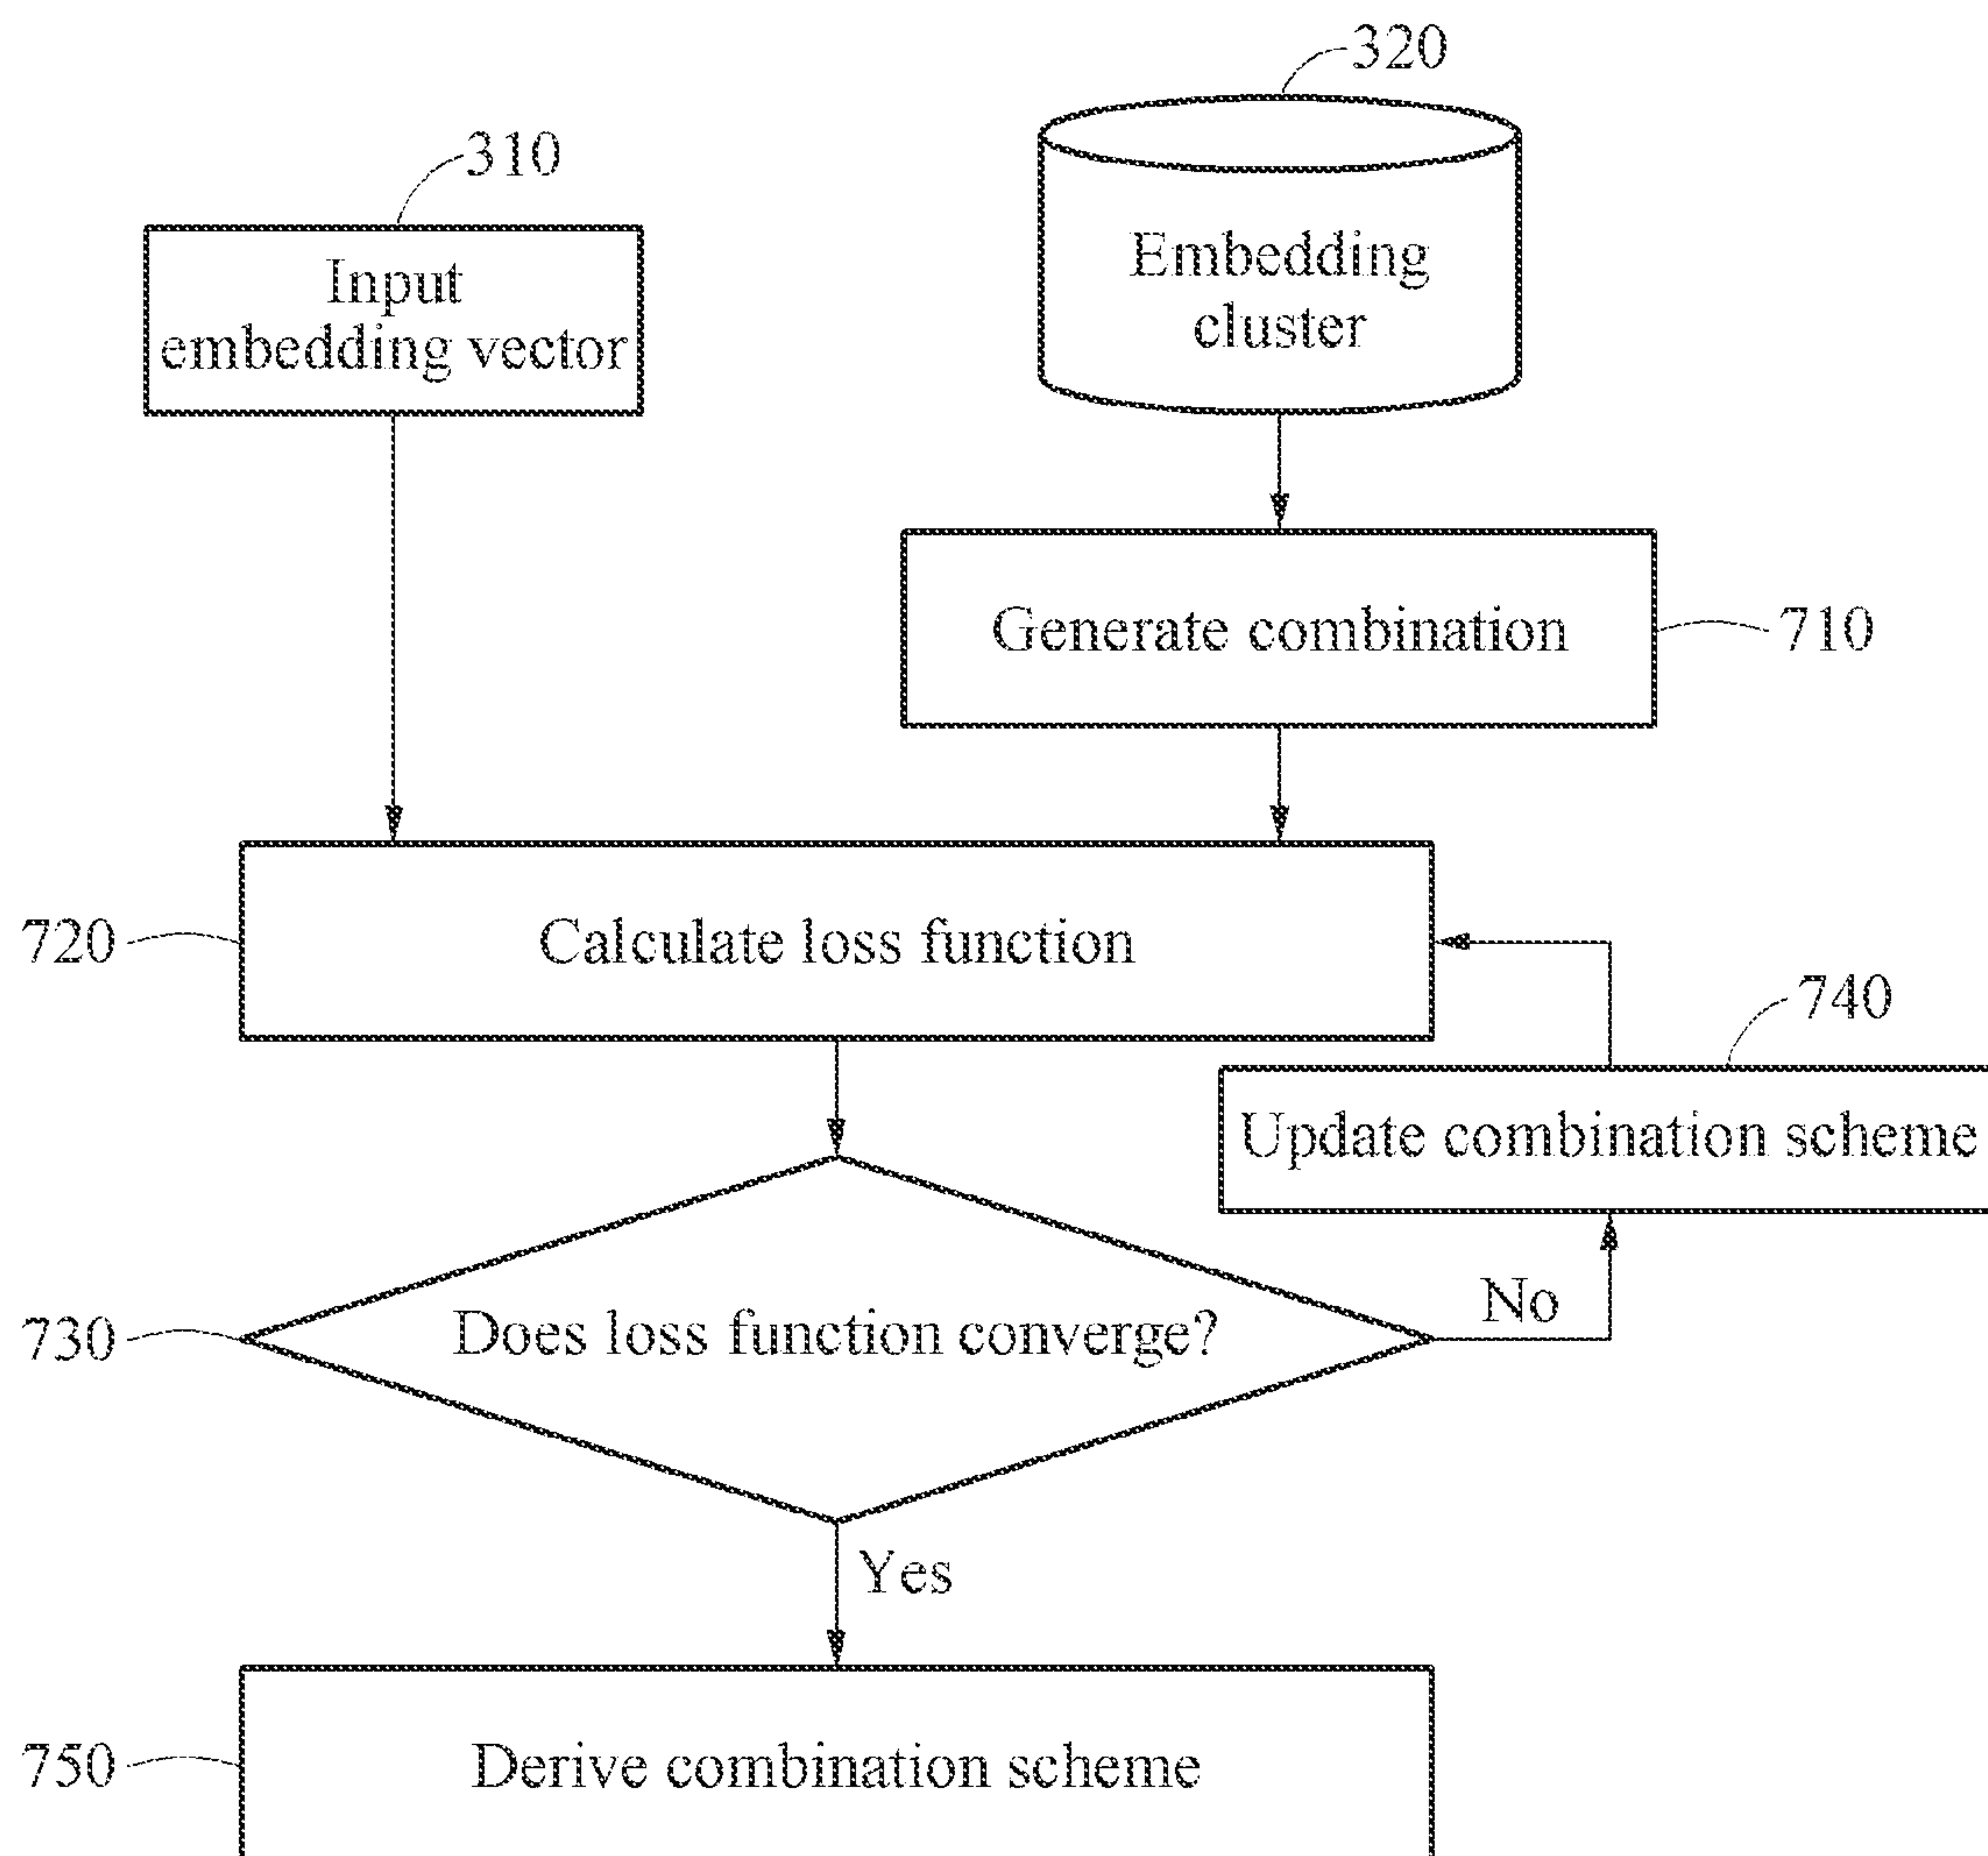 320
310
Input
embedding vector
Embedding
cluster
Generate combination
710
720
Calculate loss function
740
Update combination scheme
730
Does loss function converge?
No
Yes
750
Derive combination scheme